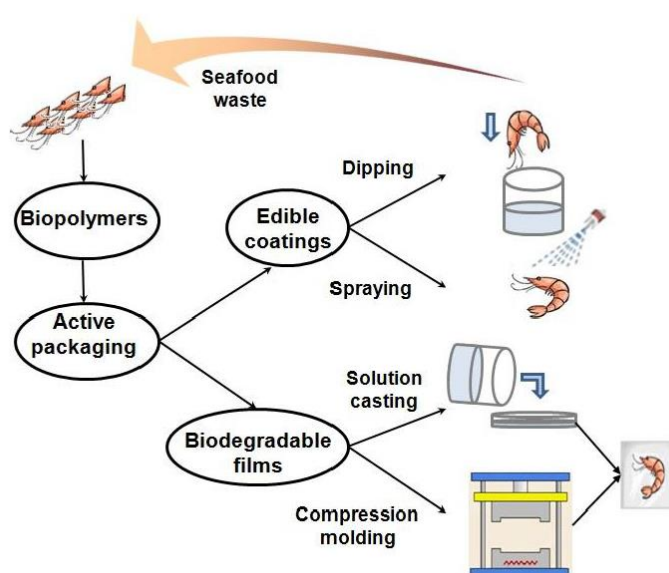 Seafood
waste
Biopolymers
Active
packaging
Edible
coatings
Dipping
Spraying
Biodegradable
films
Solution
casting
Compression
molding